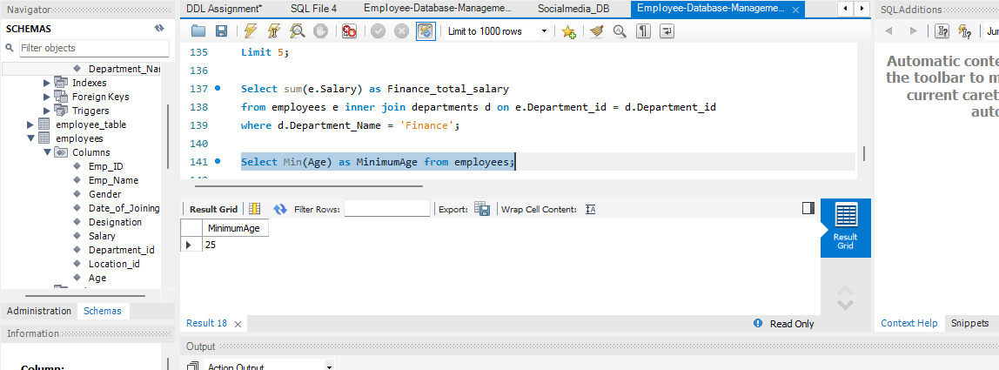 Navigator
DDL Assignment*
SQL File 4
Employee-Database-Manageme...
Socialmedia_DB
Employee-Database-Manageme...
SQLAdditions
SCHEMAS
Filter objects
Department_Nar
Indexes
Foreign Keys
Triggers
employee_table
employees
Columns
Emp_ID
Emp_Name
Gender
Date_of_Joining
Designation
Salary
Department_id
Location_id
Age
Administration
Schemas
Information
Column:
Limit to 1000 rows
135 Limit 5;
136
137 Select sum(e.Salary) as Finance_total_salary
138 from employees e inner join departments d on e.Department_id = d.Department_id
139 where d.Department_Name = 'Finance';
140
141 Select Min(Age) as MinimumAge from employees;
Result Grid
Filter Rows:
Export:
Wrap Cell Content:
MinimumAge
25
Result
Grid
Result 18
Read Only
Output
Action Output
Jur
Automatic conte
the toolbar to m
current caret
auto
Context Help
Snippets